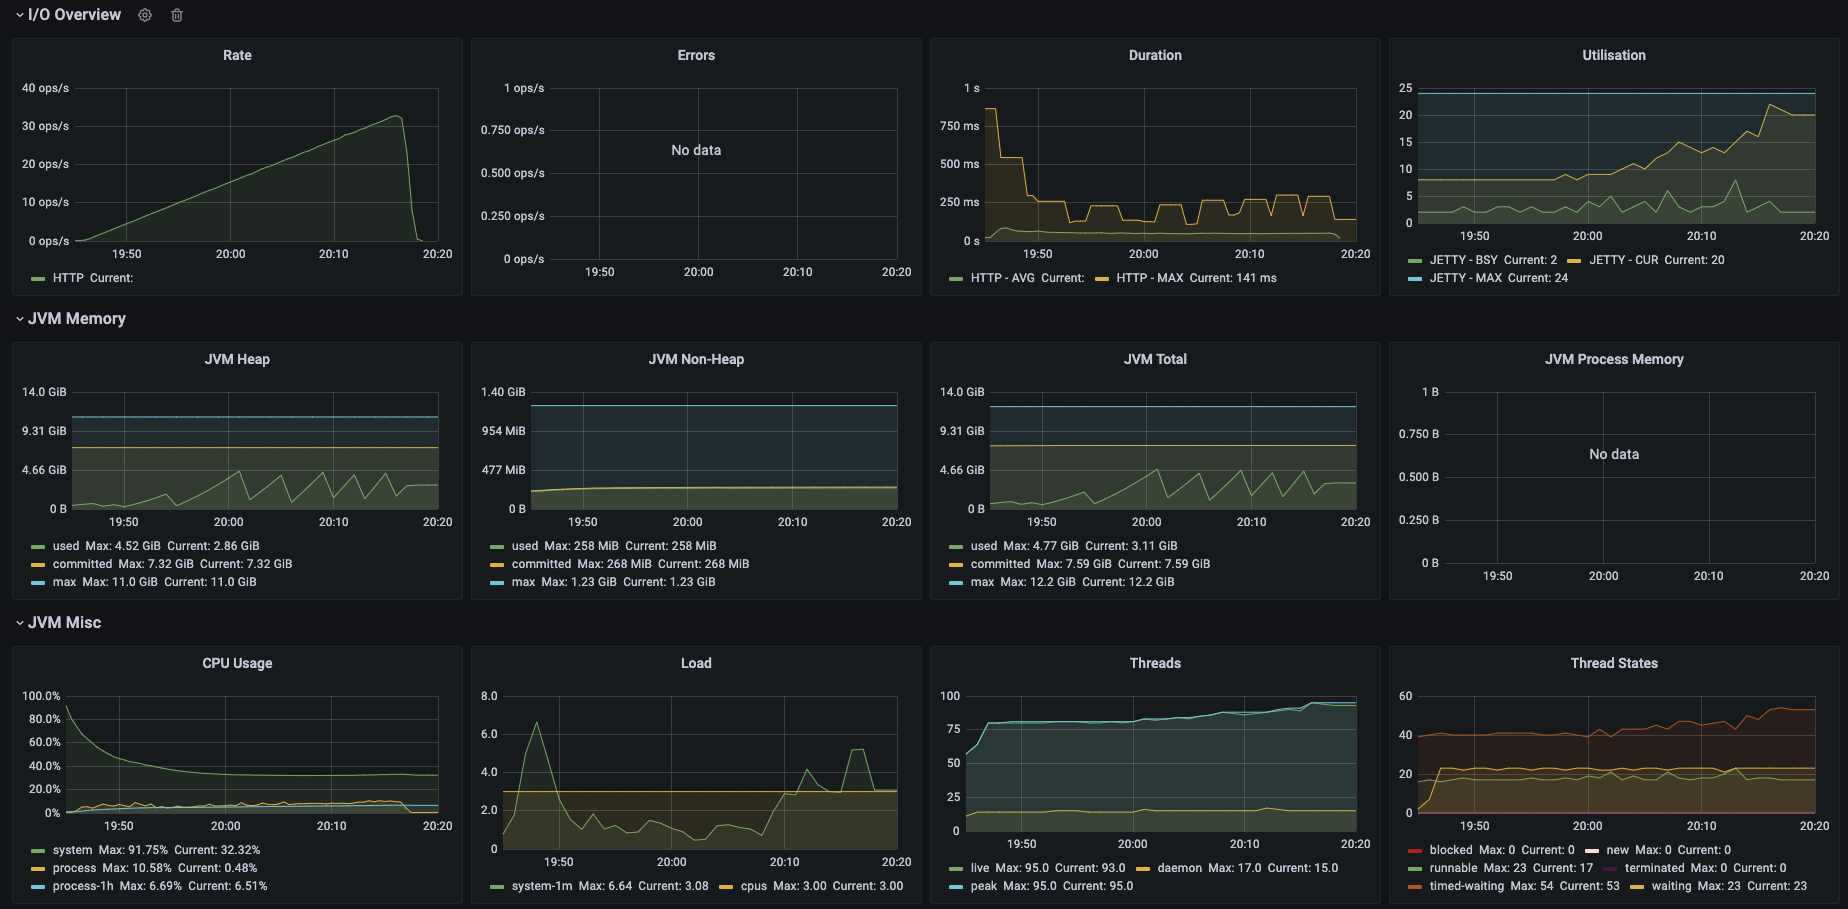 I/O Overview
Rate
40 ops/s
30 ops/s
20 ops/s
10 ops/s
0 ops/s
19:50 20:00 20:10 20:20
HTTP Current:
Errors
1 ops/s
0.750 ops/s
0.500 ops/s
0.250 ops/s
0 ops/s
No data
19:50 20:00 20:10 20:20
Duration
1 s
750 ms
500 ms
250 ms
0 s
19:50 20:00 20:10 20:20
HTTP - AVG Current: HTTP - MAX Current: 141 ms
Utilisation
25
20
15
10
5
0
19:50 20:00 20:10 20:20
JETTY - BSY Current: 2 JETTY - CUR Current: 20
JETTY - MAX Current: 24
JVM Memory
JVM Heap
14.0 GiB
9.31 GiB
4.66 GiB
0 B
19:50 20:00 20:10 20:20
used Max: 4.52 GiB Current: 2.86 GiB
committed Max: 7.32 GiB Current: 7.32 GiB
max Max: 11.0 GiB Current: 11.0 GiB
JVM Non-Heap
1.40 GiB
954 MiB
477 MiB
0 B
19:50 20:00 20:10 20:20
used Max: 258 MiB Current: 258 MiB
committed Max: 268 MiB Current: 268 MiB
max Max: 1.23 GiB Current: 1.23 GiB
JVM Total
14.0 GiB
9.31 GiB
4.66 GiB
0 B
19:50 20:00 20:10 20:20
used Max: 4.77 GiB Current: 3.11 GiB
committed Max: 7.59 GiB Current: 7.59 GiB
max Max: 12.2 GiB Current: 12.2 GiB
JVM Process Memory
1 B
0.750 B
0.500 B
0.250 B
0 B
No data
19:50 20:00 20:10 20:20
JVM Misc
CPU Usage
100.0%
80.0%
60.0%
40.0%
20.0%
0%
19:50 20:00 20:10 20:20
system Max: 91.75% Current: 32.32%
process Max: 10.58% Current: 0.48%
process-1h Max: 6.69% Current: 6.51%
Load
8.0
6.0
4.0
2.0
0
19:50 20:00 20:10 20:20
system-1m Max: 6.64 Current: 3.08 cpus Max: 3.00 Current: 3.00
Threads
100
75
50
25
0
19:50 20:00 20:10 20:20
live Max: 95.0 Current: 93.0 daemon Max: 17.0 Current: 15.0
peak Max: 95.0 Current: 95.0
Thread States
60
40
20
0
19:50 20:00 20:10 20:20
blocked Max: 0 Current: 0 new Max: 0 Current: 0
runnable Max: 23 Current: 17 terminated Max: 0 Current: 0
timed-waiting Max: 54 Current: 53 waiting Max: 23 Current: 23